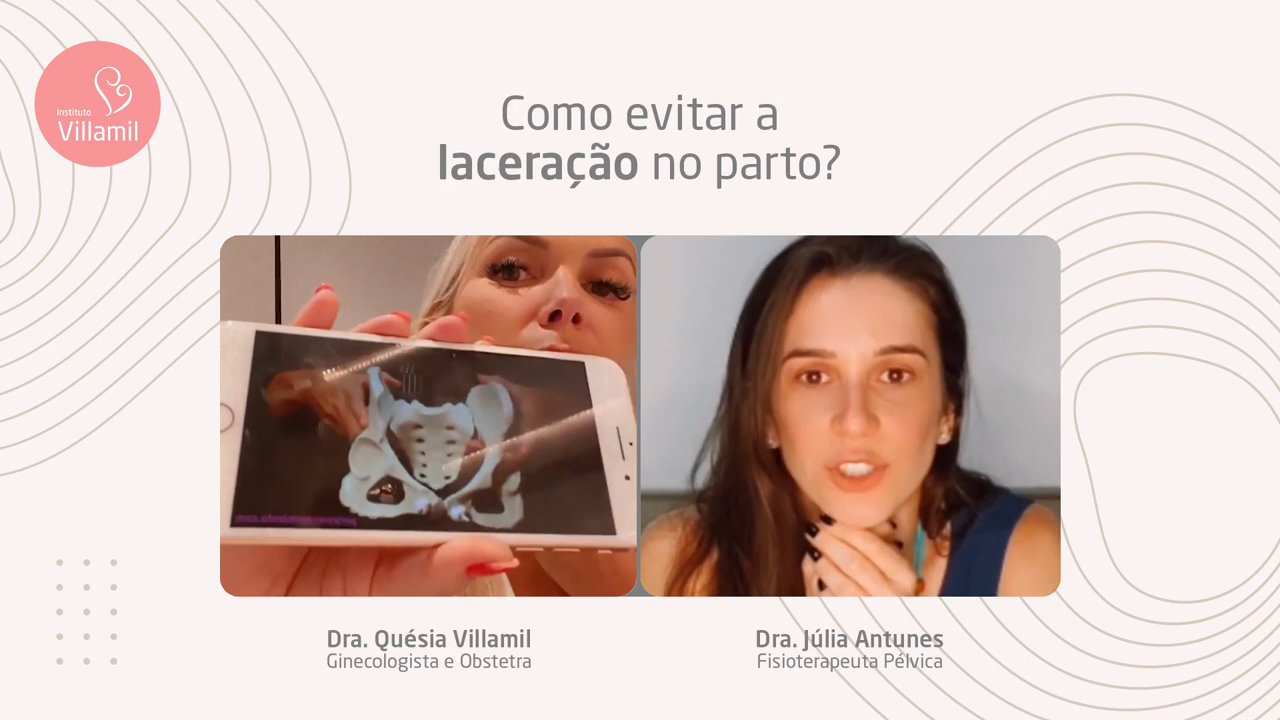 Instituto
Villamil
Como evitar a
laceração no parto?
Dra. Quésia Villamil
Ginecologista e Obstetra
Dra. Júlia Antunes
Fisioterapeuta Pélvica